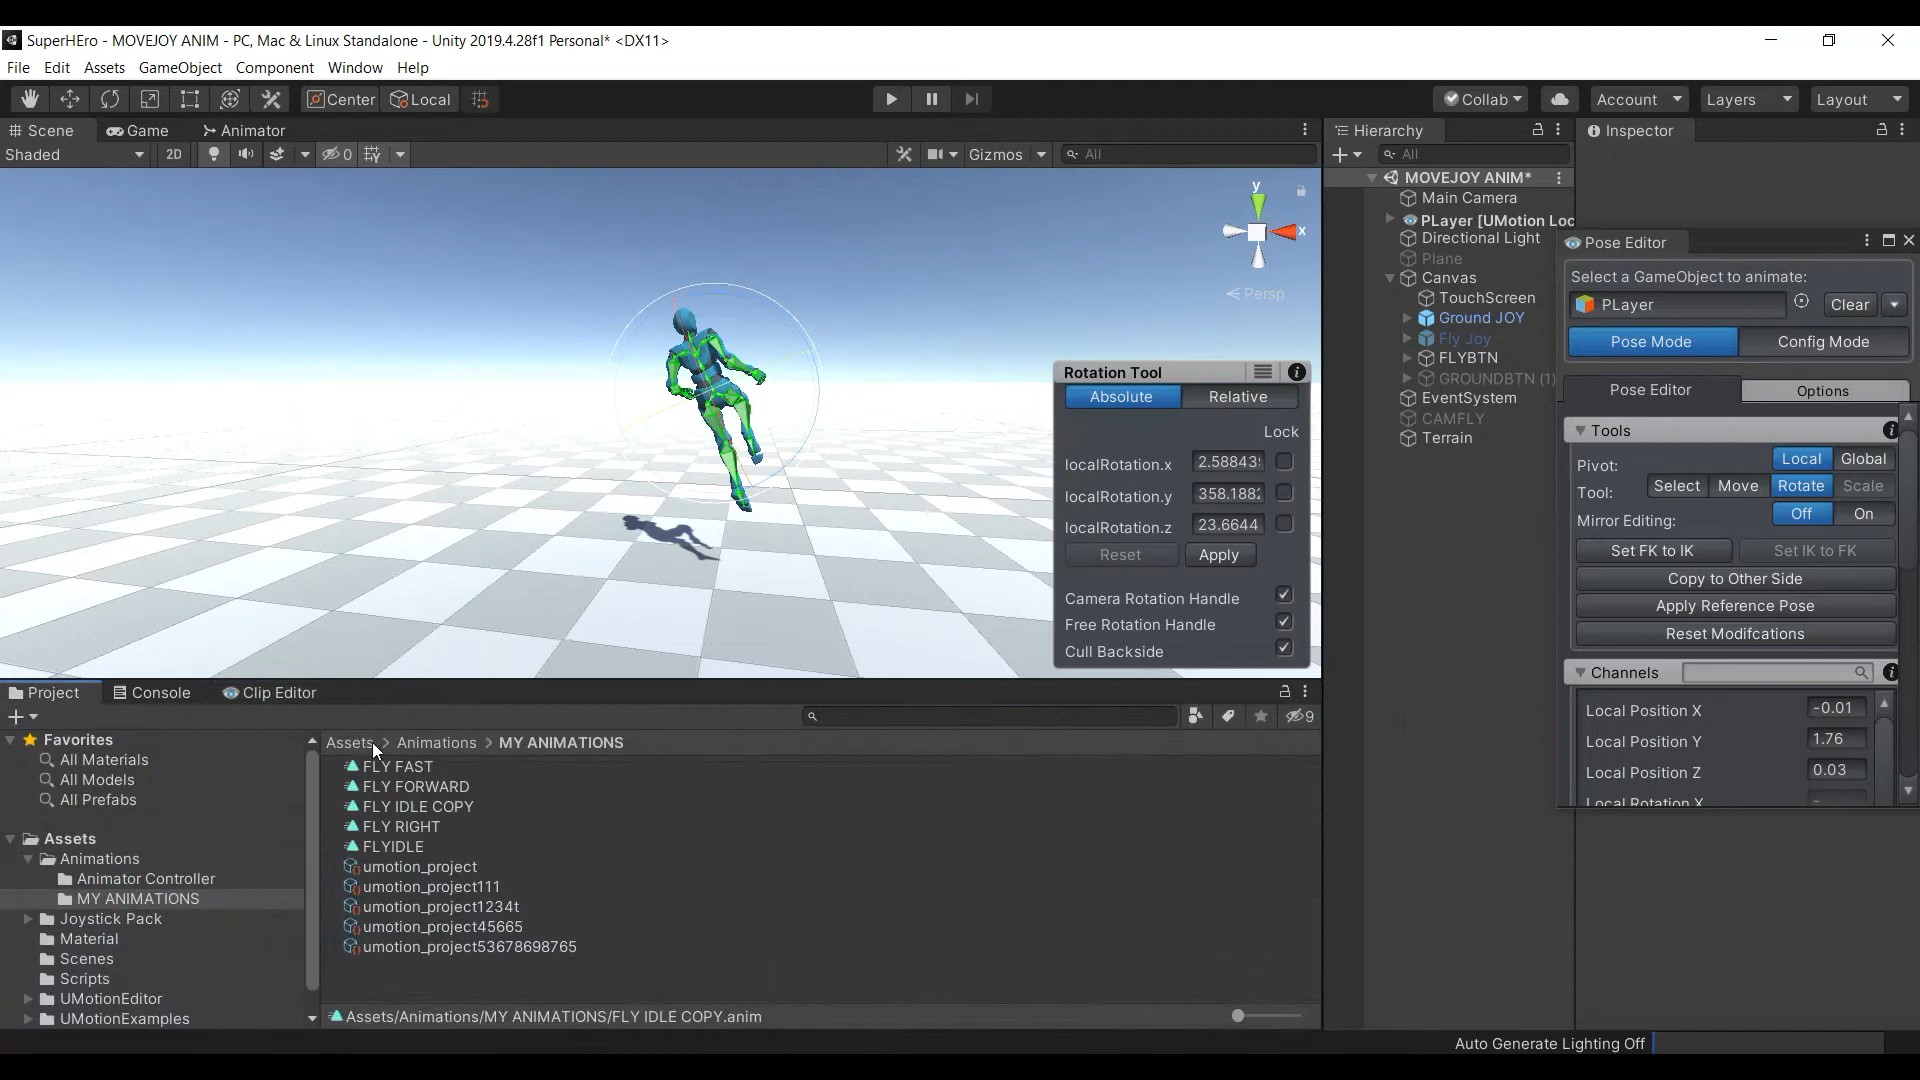 SuperHEro - MOVEJOY ANIM - PC, Mac & Linux Standalone - Unity 2019.4.28f1 Personal* <DX11>
File Edit Assets GameObject Component Window Help
Center Local Collab Account Layers Layout
Scene Game Animator
Shaded 2D 0 Gizmos All
y
x
Persp
Rotation Tool
Absolute Relative
Lock
localRotation.x 2.58843
localRotation.y 358.188
localRotation.z 23.6644
Reset Apply
Camera Rotation Handle
Free Rotation Handle
Cull Backside
Hierarchy
All
MOVEJOY ANIM*
Main Camera
PLayer [UMotion Loc
Directional Light
Plane
Canvas
TouchScreen
Ground JOY
Fly Joy
FLYBTN
GROUNDBTN (1)
EventSystem
CAMFLY
Terrain
Inspector
Pose Editor
Select a GameObject to animate:
PLayer Clear
Pose Mode Config Mode
Pose Editor Options
Tools
Pivot: Local Global
Tool: Select Move Rotate Scale
Mirror Editing: Off On
Set FK to IK Set IK to FK
Copy to Other Side
Apply Reference Pose
Reset Modifcations
Channels
Local Position X -0.01
Local Position Y 1.76
Local Position Z 0.03
Local Rotation X
Project Console Clip Editor
9
Favorites
All Materials
All Models
All Prefabs
Assets
Animations
Animator Controller
MY ANIMATIONS
Joystick Pack
Material
Scenes
Scripts
UMotionEditor
UMotionExamples
Assets > Animations > MY ANIMATIONS
FLY FAST
FLY FORWARD
FLY IDLE COPY
FLY RIGHT
FLYIDLE
umotion_project
umotion_project111
umotion_project1234t
umotion_project45665
umotion_project53678698765
Assets/Animations/MY ANIMATIONS/FLY IDLE COPY.anim
Auto Generate Lighting Off